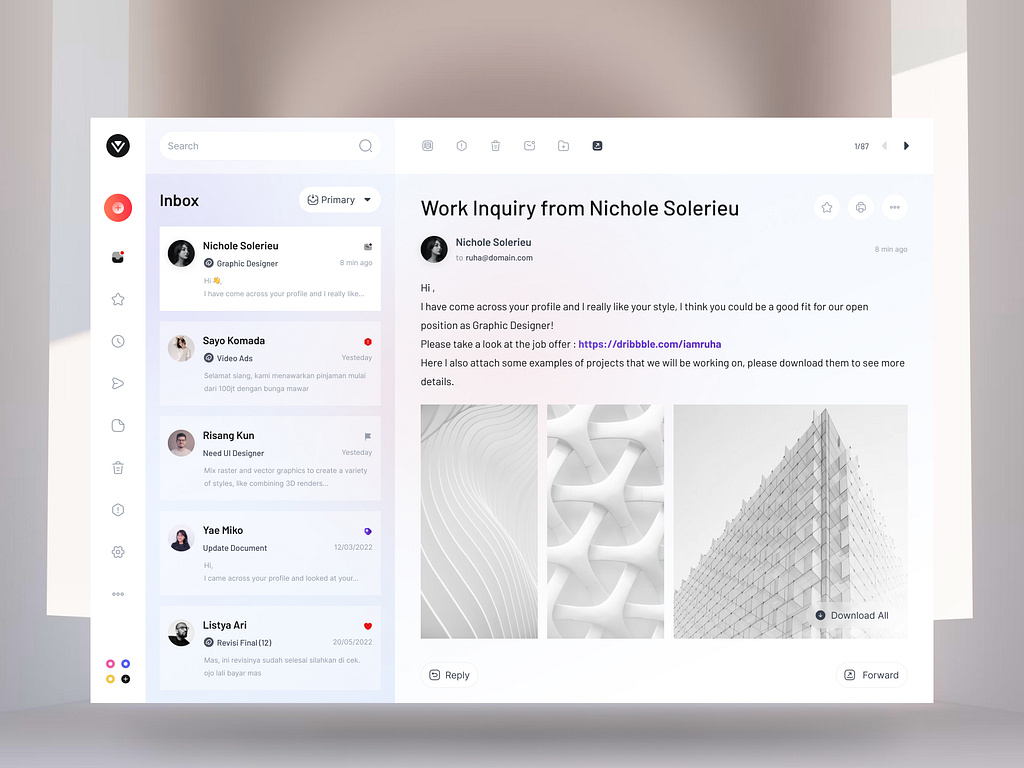 Search
1/87
Inbox
Primary
Nichole Solerieu
Graphic Designer
8 min ago
Hi 👋,
I have come across your profile and I really like...
Sayo Komada
Video Ads
Yesteday
Selamat siang, kami menawarkan pinjaman mulai
dari 100jt dengan bunga mawar
Risang Kun
Need UI Designer
Yesteday
Mix raster and vector graphics to create a variety
of styles, like combining 3D renders...
Yae Miko
Update Document
12/03/2022
Hi,
I came across your profile and looked at your...
Listya Ari
Revisi Final (12)
20/05/2022
Mas, ini revisinya sudah selesai silahkan di cek.
ojo lali bayar mas
Work Inquiry from Nichole Solerieu
Nichole Solerieu
to ruha@domain.com
8 min ago
Hi ,
I have come across your profile and I really like your style, I think you could be a good fit for our open
position as Graphic Designer!
Please take a look at the job offer : https://dribbble.com/iamruha
Here I also attach some examples of projects that we will be working on, please download them to see more
details.
Download All
Reply
Forward